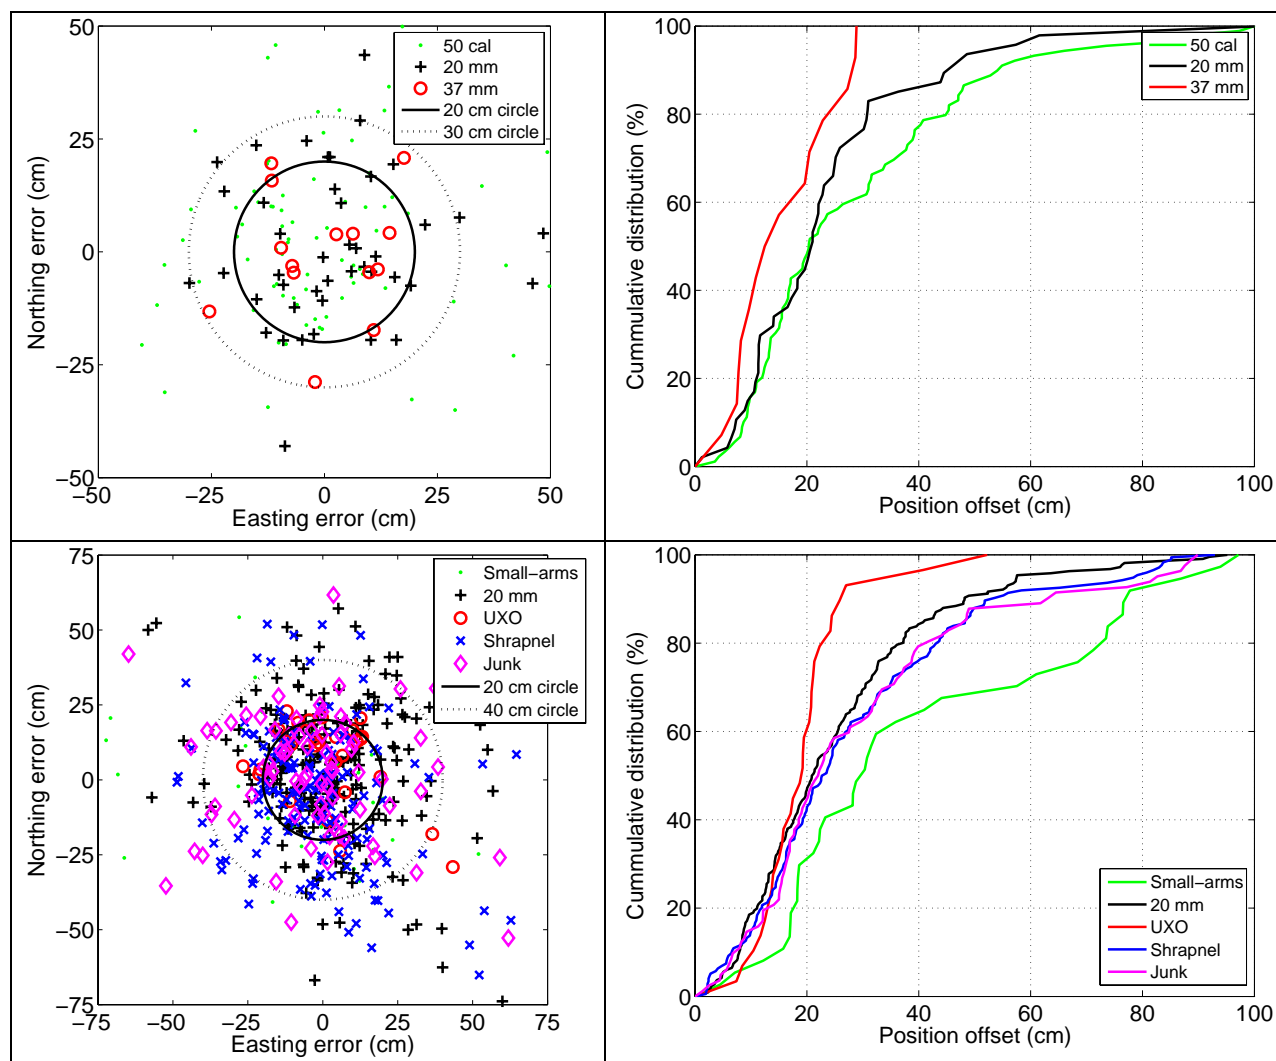 50
25
0
−25
−50
−50
−25
0
25
50
Northing error (cm)
Easting error (cm)
50 cal
20 mm
37 mm
20 cm circle
30 cm circle
100
80
60
40
20
0
0
20
40
60
80
100
Cummulative distribution (%)
Position offset (cm)
50 cal
20 mm
37 mm
75
50
25
0
−25
−50
−75
−75
−50
−25
0
25
50
75
Northing error (cm)
Easting error (cm)
Small−arms
20 mm
UXO
Shrapnel
Junk
20 cm circle
40 cm circle
100
80
60
40
20
0
0
20
40
60
80
100
Cummulative distribution (%)
Position offset (cm)
Small−arms
20 mm
UXO
Shrapnel
Junk